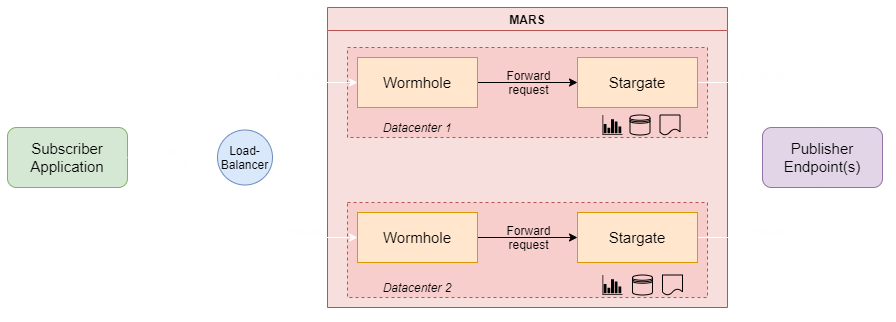 MARS
Wormhole
Forward
request
Stargate
Datacenter 1
Subscriber
Application
Load-
Balancer
Publisher
Endpoint(s)
Wormhole
Forward
request
Stargate
Datacenter 2